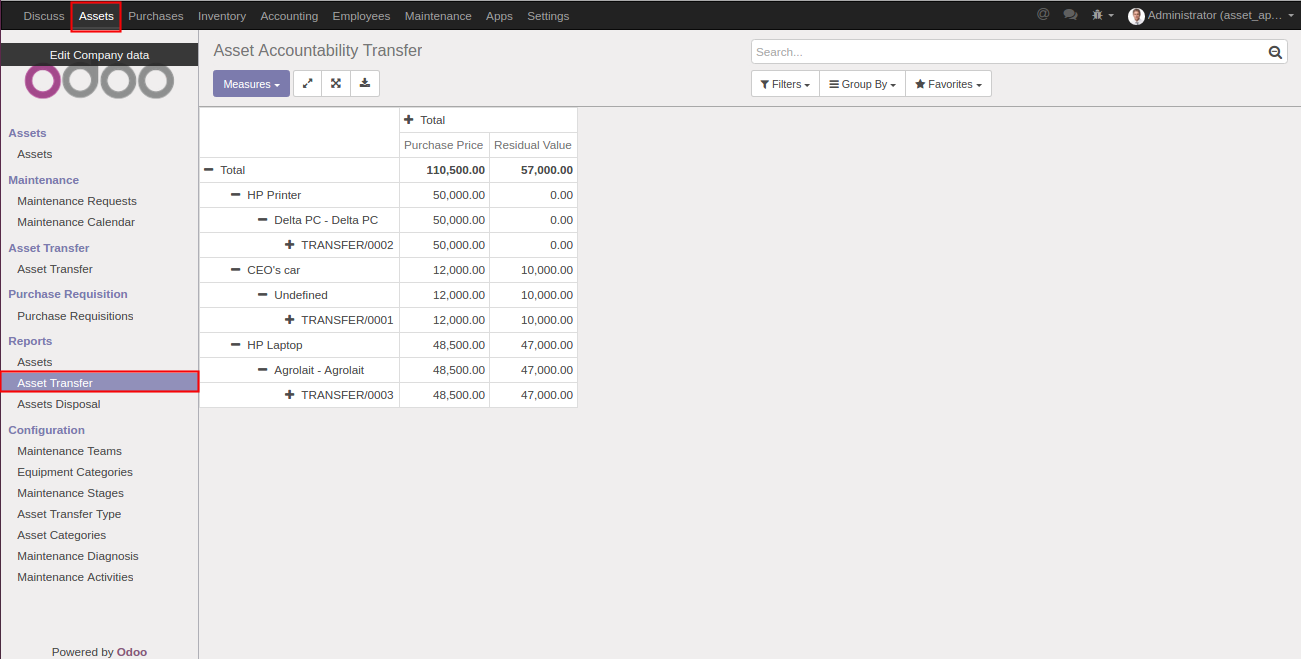 Discuss Assets Purchases Inventory Accounting Employees Maintenance Apps Settings @ Administrator (asset_ap...
Edit Company data
odoo
Assets
Assets
Maintenance
Maintenance Requests
Maintenance Calendar
Asset Transfer
Asset Transfer
Purchase Requisition
Purchase Requisitions
Reports
Assets
Asset Transfer
Assets Disposal
Configuration
Maintenance Teams
Equipment Categories
Maintenance Stages
Asset Transfer Type
Asset Categories
Maintenance Diagnosis
Maintenance Activities
Powered by Odoo
Asset Accountability Transfer
Search...
Measures
Filters Group By Favorites
Total
Purchase Price Residual Value
Total 110,500.00 57,000.00
HP Printer 50,000.00 0.00
Delta PC - Delta PC 50,000.00 0.00
TRANSFER/0002 50,000.00 0.00
CEO's car 12,000.00 10,000.00
Undefined 12,000.00 10,000.00
TRANSFER/0001 12,000.00 10,000.00
HP Laptop 48,500.00 47,000.00
Agrolait - Agrolait 48,500.00 47,000.00
TRANSFER/0003 48,500.00 47,000.00